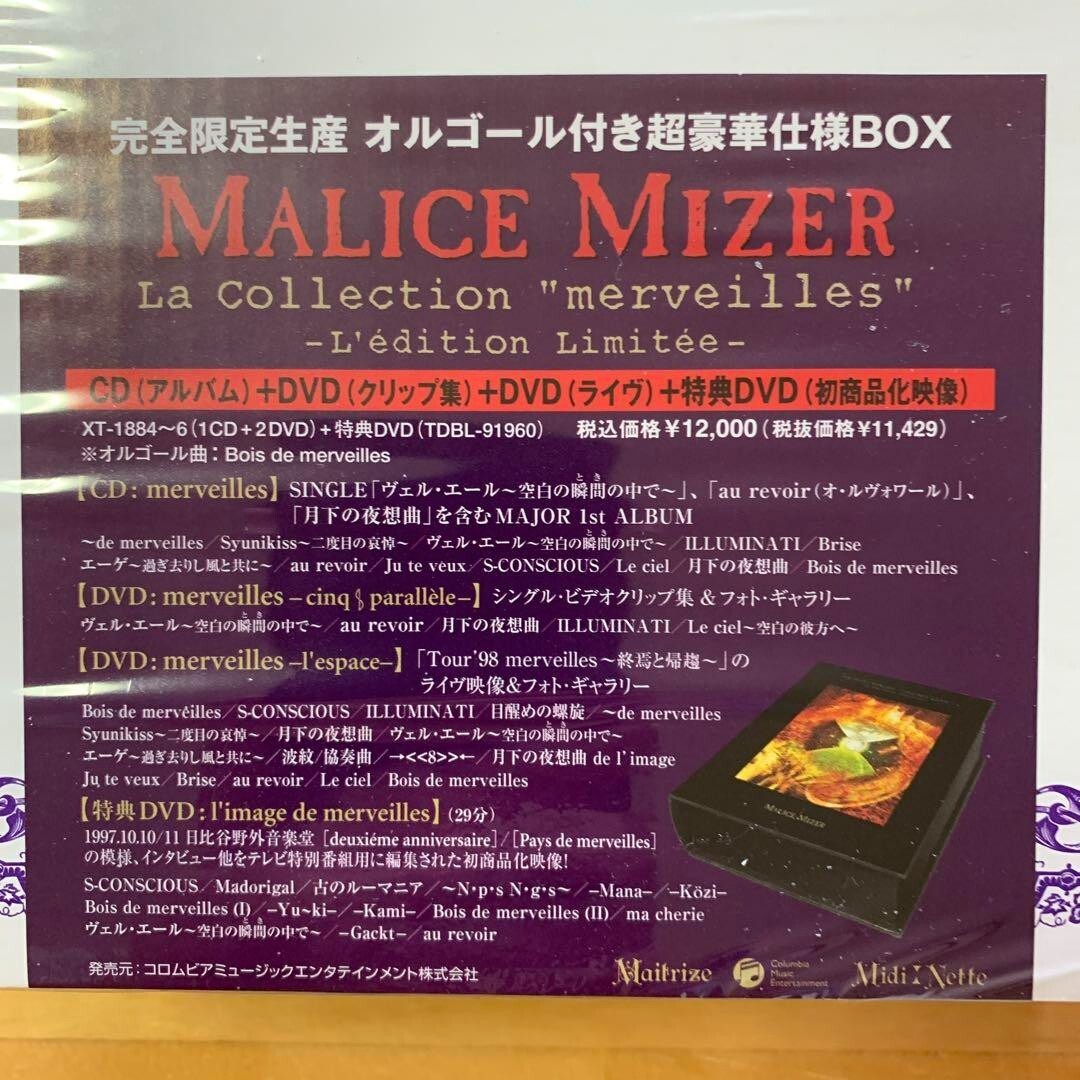 完全限定生産 オルゴール付き超豪華仕様BOX
MALICE MIZER
La Collection "merveilles"
-L'édition Limitée-
CD(アルバム)+DVD(クリップ集)+DVD(ライヴ)+特典DVD(初商品化映像)
XT-1884〜6(1CD+2DVD)+特典DVD(TDBL-91960) 税込価格¥12,000(税抜価格¥11,429)
※オルゴール曲:Bois de merveilles
【CD: merveilles】 SINGLE「ヴェル・エール〜空白の瞬間の中で〜」、「au revoir(オ・ルヴォワール)」、
「月下の夜想曲」を含む MAJOR 1st ALBUM
〜de merveilles/Syunikiss〜二度目の哀悼〜/ヴェル・エール〜空白の瞬間の中で〜/ILLUMINATI/Brise
エーゲ〜過ぎ去りし風と共に〜/au revoir/Ju te veux/S-CONSCIOUS/Le ciel/月下の夜想曲/Bois de merveilles
【DVD: merveilles –cinq parallèle–】 シングル・ビデオクリップ集 &フォト・ギャラリー
ヴェル・エール〜空白の瞬間の中で〜/au revoir/月下の夜想曲/ILLUMINATI/Le ciel〜空白の彼方へ〜
【DVD: merveilles –l'espace–】「Tour'98 merveilles〜終焉と帰趨〜」の
ライヴ映像&フォト・ギャラリー
Bois de merveilles/S-CONSCIOUS/ILLUMINATI/目醒めの螺旋/〜de merveilles
Syunikiss〜二度目の哀悼〜/月下の夜想曲/ヴェル・エール〜空白の瞬間の中で〜
エーゲ〜過ぎ去りし風と共に〜/波紋/協奏曲/→<<8>>←/月下の夜想曲 de l'image
Ju te veux/Brise/au revoir/Le ciel/Bois de merveilles
【特典DVD: l'image de merveilles】(29分)
1997.10.10/11 日比谷野外音楽堂 [deuxiéme anniversaire]/[Pays de merveilles]
の模様、インタビュー他をテレビ特別番組用に編集された初商品化映像!
S-CONSCIOUS/Madorigal/古のルーマニア/〜N・p・s N・g・s〜/–Mana–/–Közi–
Bois de merveilles (I)/–Yu~ki–/–Kami–/Bois de merveilles (II)/ma cherie
ヴェル・エール〜空白の瞬間の中で〜/–Gackt–/au revoir
MALICE MIZER
発売元:コロムビアミュージックエンタテインメント株式会社
Maitrize
Columbia
Music
Entertainment
Midi:Nette